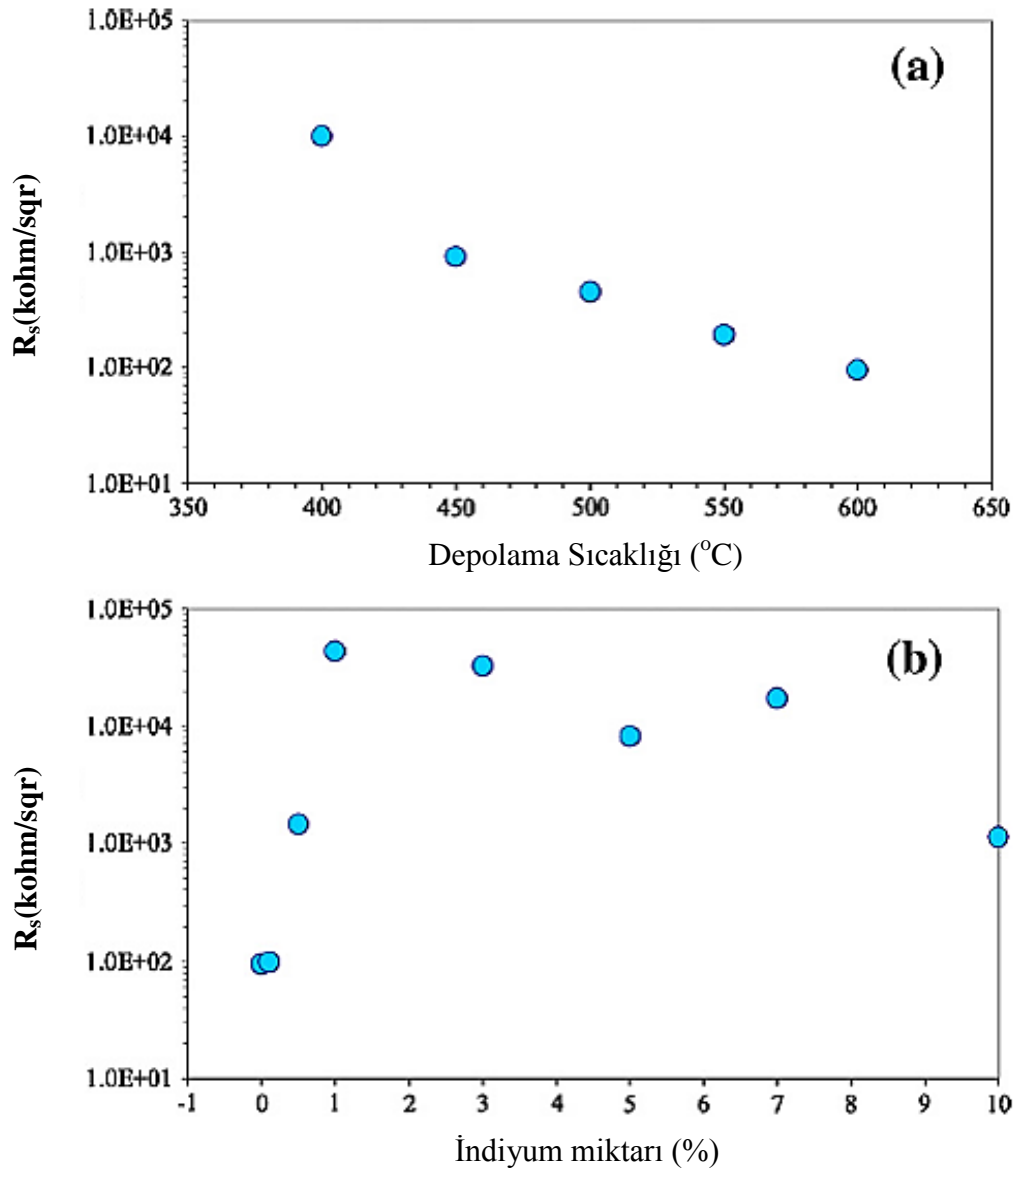 1.0E+05
(a)
1.0E+04
1.0E+03
1.0E+02
1.0E+01
Rs(kohm/sqr)
350 400 450 500 550 600 650
Depolama Sıcaklığı (oC)
1.0E+05
(b)
1.0E+04
1.0E+03
1.0E+02
1.0E+01
Rs(kohm/sqr)
-1 0 1 2 3 4 5 6 7 8 9 10
İndiyum miktarı (%)